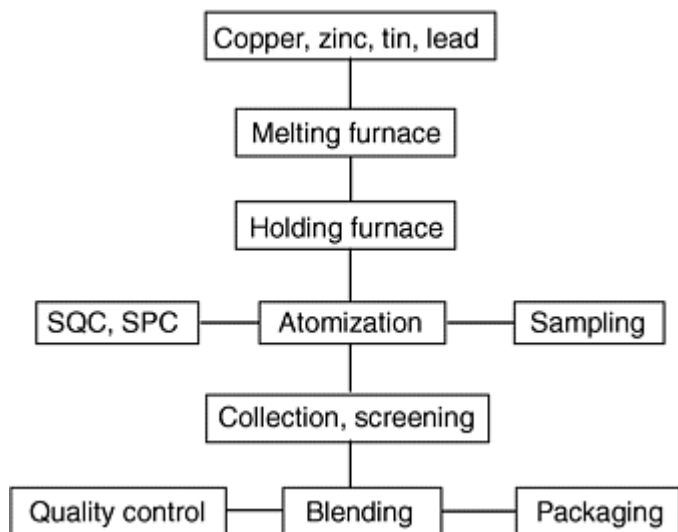 Copper, zinc, tin, lead
Melting furnace
Holding furnace
SQC, SPC
Atomization
Sampling
Collection, screening
Quality control
Blending
Packaging